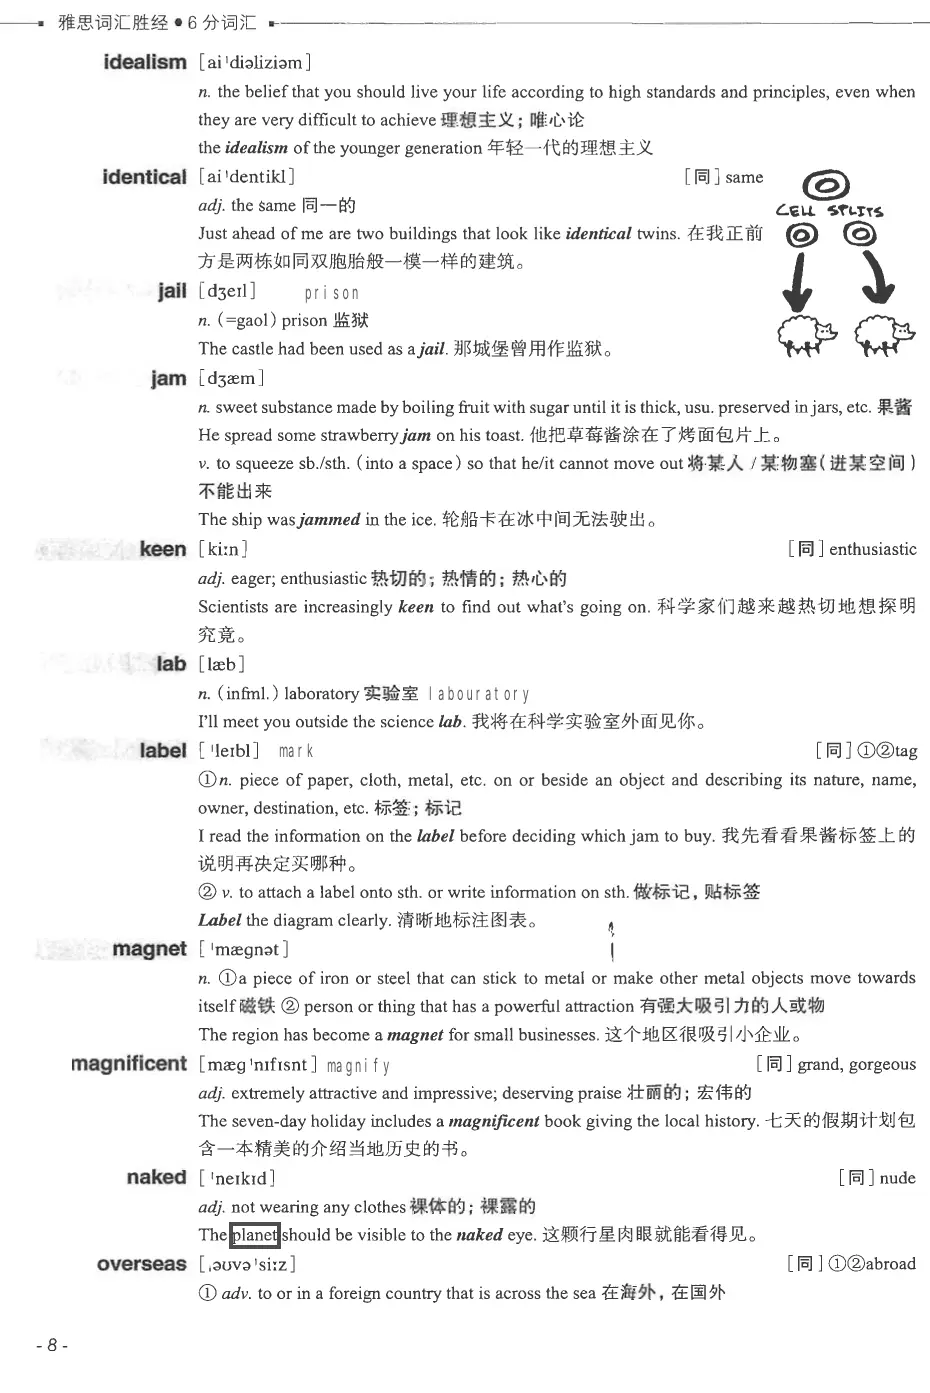 雅思词汇胜经●6分词汇
idealism [ai'diəliziəm]
n. the belief that you should live your life according to high standards and principles, even when
they are very difficult to achieve 理想主义；唯心论
the idealism of the younger generation 年轻一代的理想主义
identical [ai'dentikl] [同] same
adj. the same 同一的
Just ahead of me are two buildings that look like identical twins. 在我正前
方是两栋如同双胞胎般一模一样的建筑。
CELL SPLITS
jail [dʒeɪl] prison
n. (=gaol) prison 监狱
The castle had been used as a jail. 那城堡曾用作监狱。
jam [dʒæm]
n. sweet substance made by boiling fruit with sugar until it is thick, usu. preserved in jars, etc. 果酱
He spread some strawberry jam on his toast. 他把草莓酱涂在了烤面包片上。
v. to squeeze sb./sth. (into a space) so that he/it cannot move out 将某人/某物塞(进某空间)
不能出来
The ship was jammed in the ice. 轮船卡在冰中间无法驶出。
keen [kiːn] [同] enthusiastic
adj. eager; enthusiastic 热切的；热情的；热心的
Scientists are increasingly keen to find out what's going on. 科学家们越来越热切地想探明
究竟。
lab [læb]
n. (infml.) laboratory 实验室 labouratory
I'll meet you outside the science lab. 我将在科学实验室外面见你。
label ['leɪbl] mark [同] ①②tag
①n. piece of paper, cloth, metal, etc. on or beside an object and describing its nature, name,
owner, destination, etc. 标签；标记
I read the information on the label before deciding which jam to buy. 我先看看果酱标签上的
说明再决定买哪种。
② v. to attach a label onto sth. or write information on sth. 做标记，贴标签
Label the diagram clearly. 清晰地标注图表。
magnet ['mægnət]
n. ①a piece of iron or steel that can stick to metal or make other metal objects move towards
itself 磁铁 ② person or thing that has a powerful attraction 有强大吸引力的人或物
The region has become a magnet for small businesses. 这个地区很吸引小企业。
magnificent [mæg'nɪfɪsnt] magnify [同] grand, gorgeous
adj. extremely attractive and impressive; deserving praise 壮丽的；宏伟的
The seven-day holiday includes a magnificent book giving the local history. 七天的假期计划包
含一本精美的介绍当地历史的书。
naked ['neɪkɪd] [同] nude
adj. not wearing any clothes 裸体的；裸露的
The planet should be visible to the naked eye. 这颗行星肉眼就能看得见。
overseas [ˌəʊvə'siːz] [同] ①②abroad
① adv. to or in a foreign country that is across the sea 在海外，在国外
- 8 -